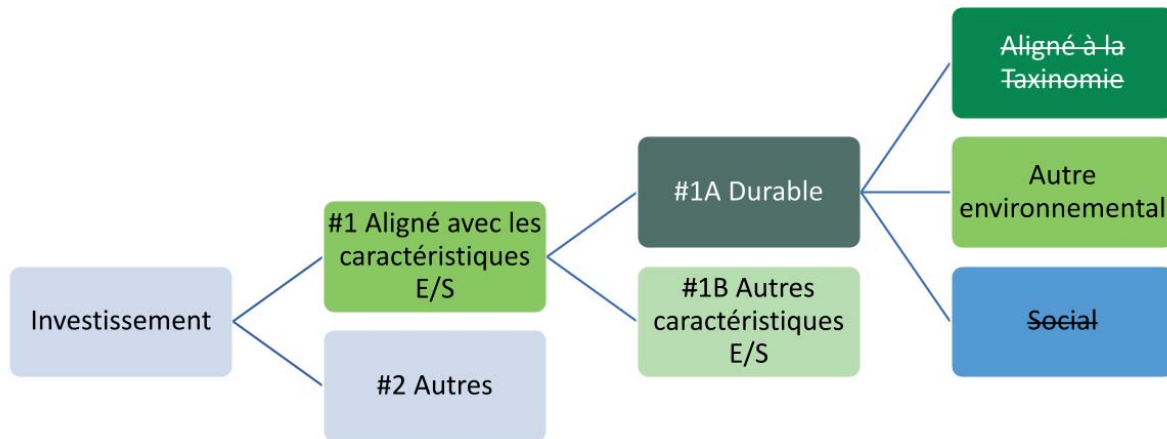 Investissement
#1 Aligné avec les
caractéristiques
E/S
#2 Autres
#1A Durable
#1B Autres
caractéristiques
E/S
Aligné à la
Taxinomie
Autre
environnemental
Social